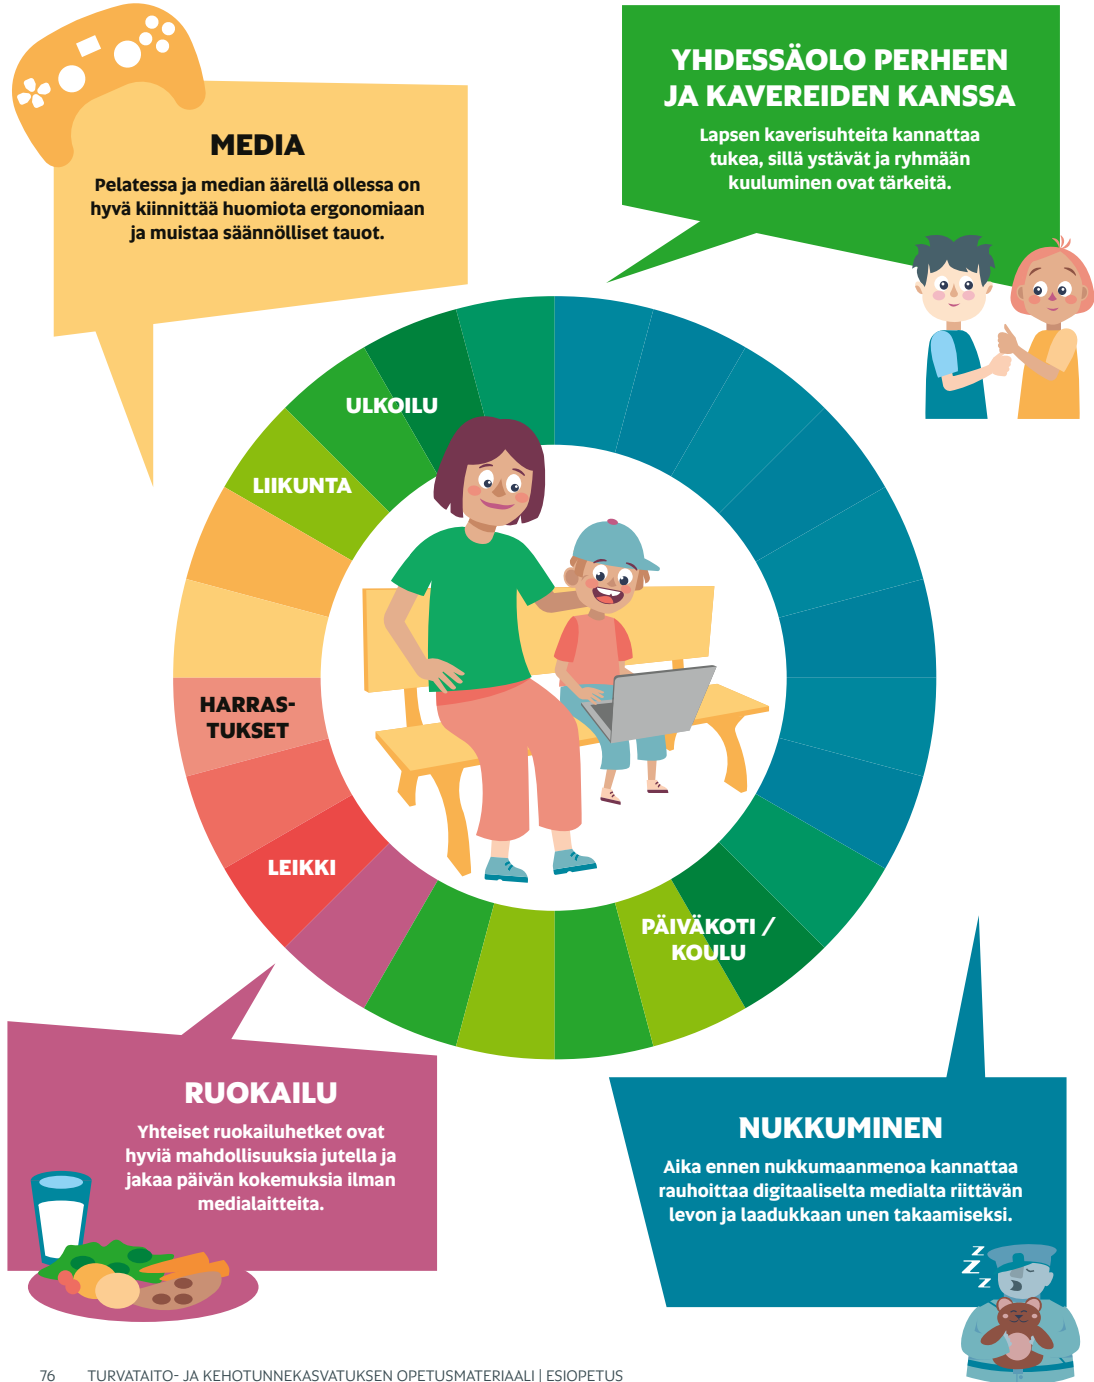 MEDIA
Pelatessa ja median äärellä ollessa on
hyvä kiinnittää huomiota ergonomiaan
ja muistaa säännölliset tauot.
YHDESSÄOLO PERHEEN
JA KAVEREIDEN KANSSA
Lapsen kaverisuhteita kannattaa
tukea, sillä ystävät ja ryhmään
kuuluminen ovat tärkeitä.
ULKOILU
LIIKUNTA
HARRAS-
TUKSET
LEIKKI
PÄIVÄKOTI /
KOULU
RUOKAILU
Yhteiset ruokailuhetket ovat
hyviä mahdollisuuksia jutella ja
jakaa päivän kokemuksia ilman
medialaitteita.
NUKKUMINEN
Aika ennen nukkumaanmenoa kannattaa
rauhoittaa digitaaliselta medialta riittävän
levon ja laadukkaan unen takaamiseksi.
Z
Z
Z
76 TURVATAITO- JA KEHOTUNNEKASVATUKSEN OPETUSMATERIAALI | ESIOPETUS